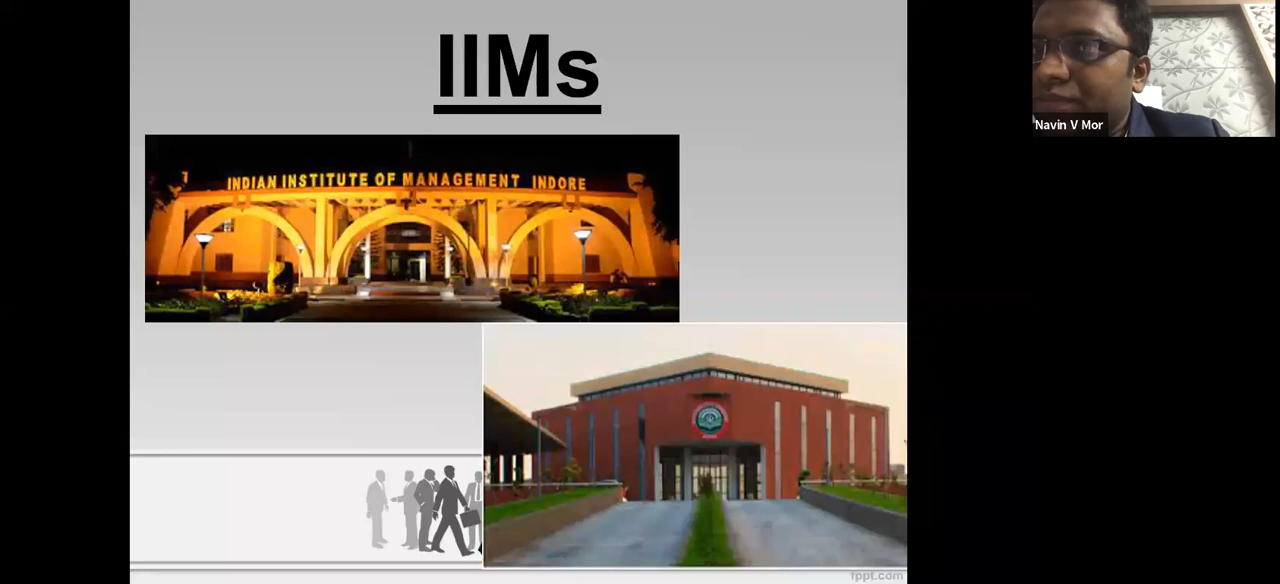 IIMs
INDIAN INSTITUTE OF MANAGEMENT INDORE
Navin V Mor
fppt.com